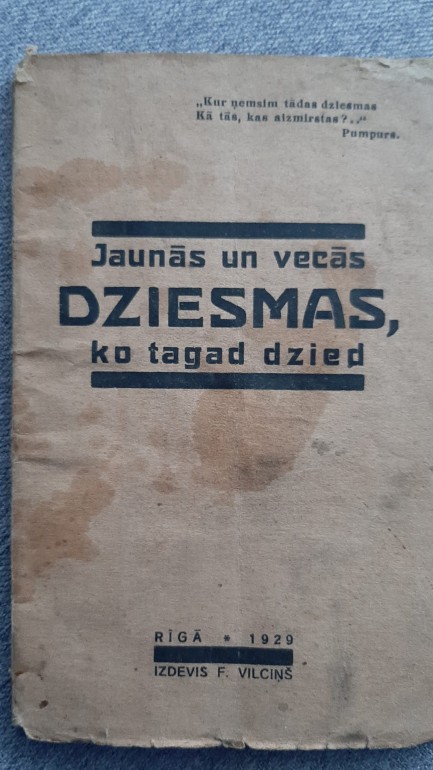 „Kur ņemsim tādas dziesmas
Kā tās, kas aizmirstas?..“
Pumpurs.
Jaunās un vecās
DZIESMAS,
ko tagad dzied
RĪGĀ * 1929
IZDEVIS F. VILCIŅŠ